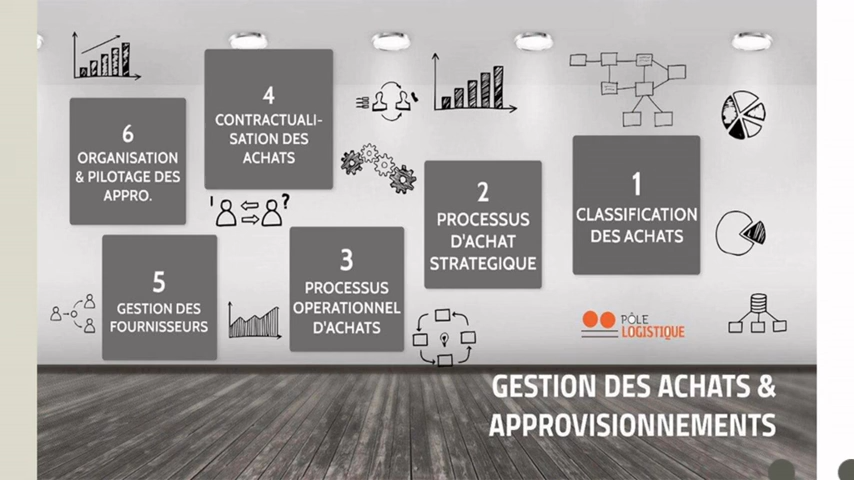 6
ORGANISATION
& PILOTAGE DES
APPRO.
4
CONTRACTUALI-
SATION DES
ACHATS
2
PROCESSUS
D'ACHAT
STRATEGIQUE
1
CLASSIFICATION
DES ACHATS
5
GESTION DES
FOURNISSEURS
3
PROCESSUS
OPERATIONNEL
D'ACHATS
! ?
PÔLE
LOGISTIQUE
GESTION DES ACHATS &
APPROVISIONNEMENTS